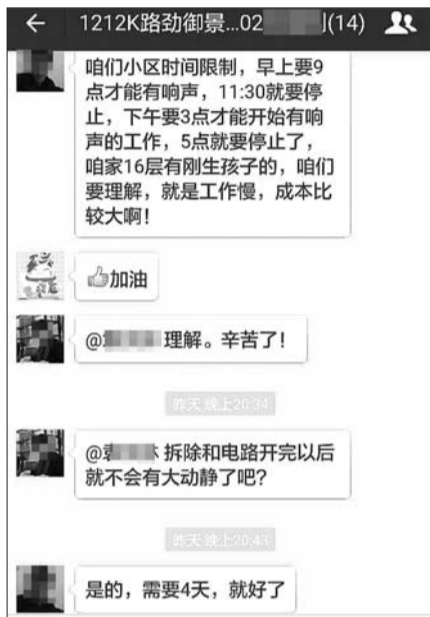 1212K路劲御景...02 (14)
咱们小区时间限制，早上要9
点才能有响声，11:30就要停
止，下午要3点才能开始有响
声的工作，5点就要停止了，
咱家16层有刚生孩子的，咱们
要理解，就是工作慢，成本比
较大啊！
👍加油
@ 理解。辛苦了！
昨天 晚上20:34
@袁 林 拆除和电路开完以后
就不会有大动静了吧？
昨天 晚上20:43
是的，需要4天，就好了